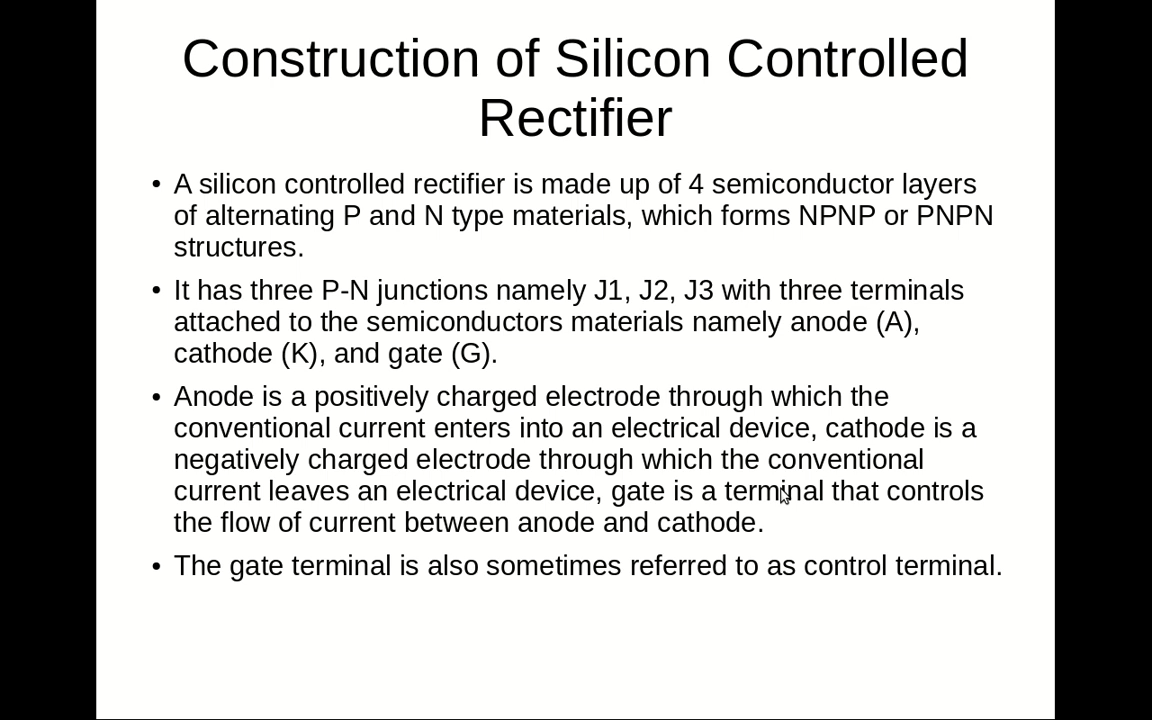 Construction of Silicon Controlled
Rectifier
• A silicon controlled rectifier is made up of 4 semiconductor layers
of alternating P and N type materials, which forms NPNP or PNPN
structures.
• It has three P-N junctions namely J1, J2, J3 with three terminals
attached to the semiconductors materials namely anode (A),
cathode (K), and gate (G).
• Anode is a positively charged electrode through which the
conventional current enters into an electrical device, cathode is a
negatively charged electrode through which the conventional
current leaves an electrical device, gate is a terminal that controls
the flow of current between anode and cathode.
• The gate terminal is also sometimes referred to as control terminal.